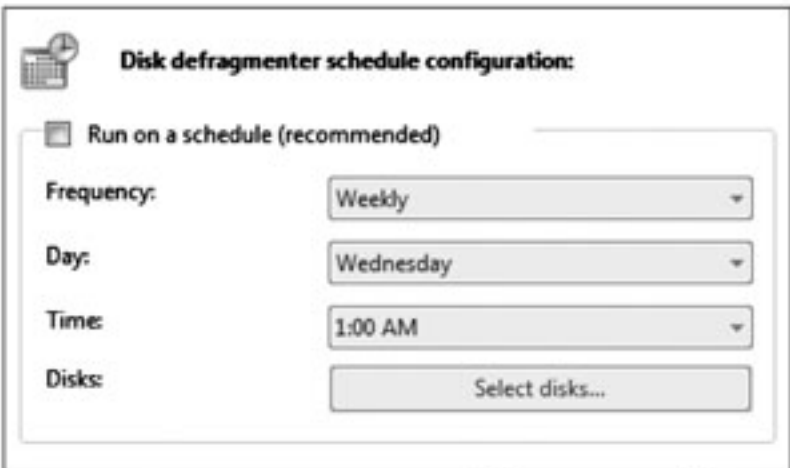 Disk defragmenter schedule configuration:
Run on a schedule (recommended)
Frequency: Weekly
Day: Wednesday
Time: 1:00 AM
Disks: Select disks...